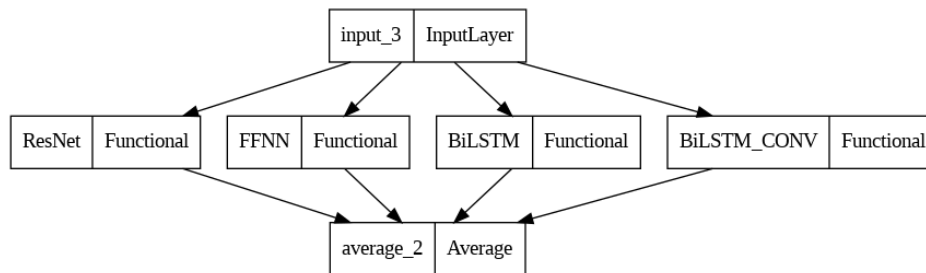 input_3 InputLayer
ResNet Functional FFNN Functional BiLSTM Functional BiLSTM_CONV Functional
average_2 Average